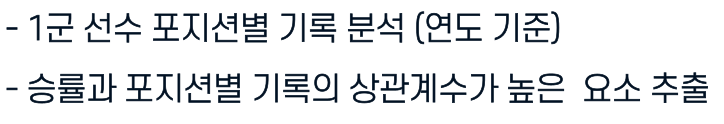 - 1군 선수 포지션별 기록 분석 (연도 기준)
- 승률과 포지션별 기록의 상관계수가 높은  요소 추출